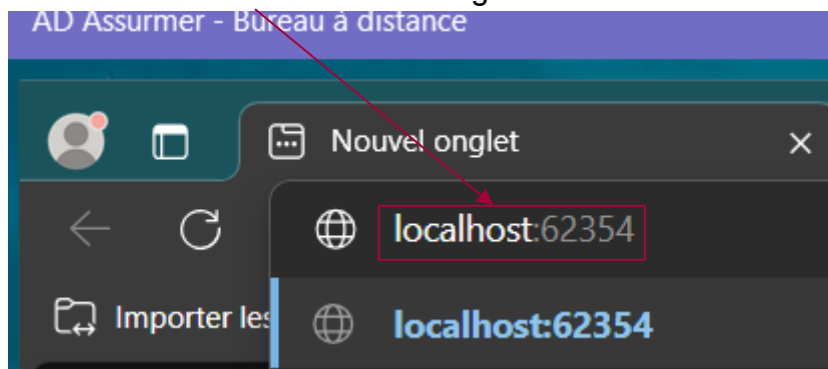 AD Assurmer - Bureau à distance
Nouvel onglet
localhost:62354
Importer les
localhost:62354